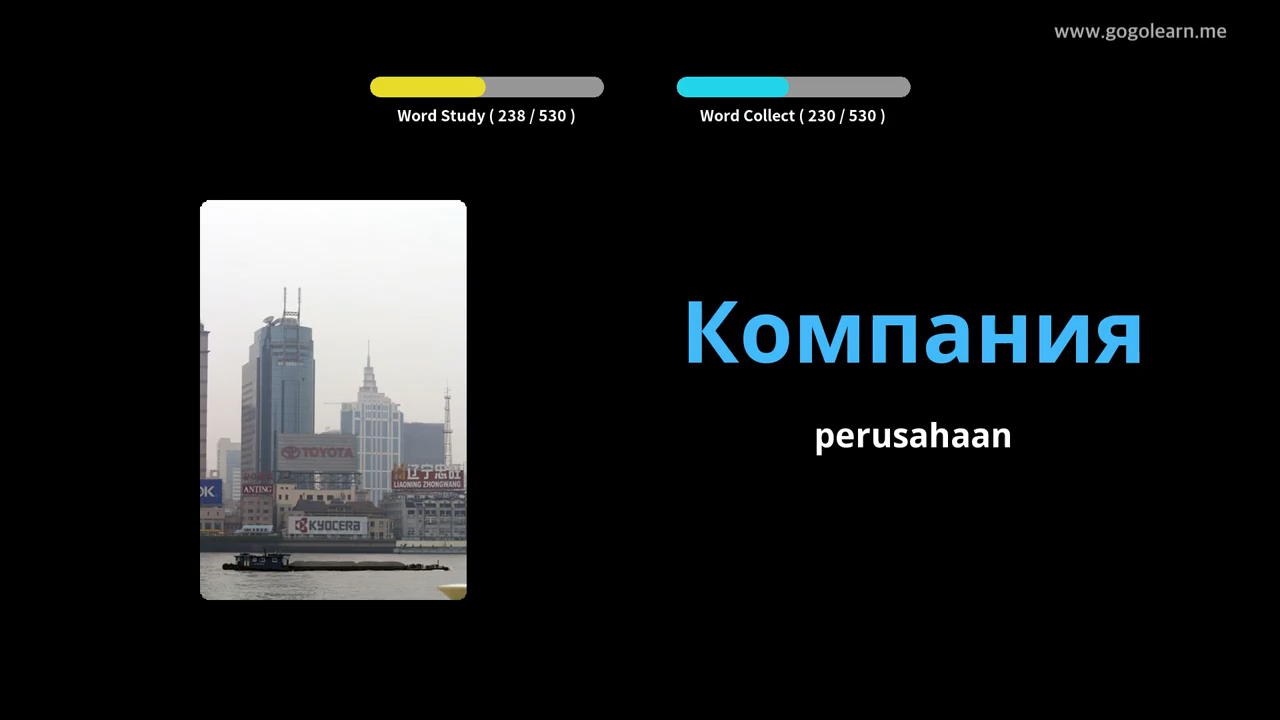 www.gogolearn.me
Word Study ( 238 / 530 )
Word Collect ( 230 / 530 )
Компания
perusahaan
TOYOTA
辽宁忠旺
LIAONING ZHONGWANG
OK
ANTING
KYOCERA